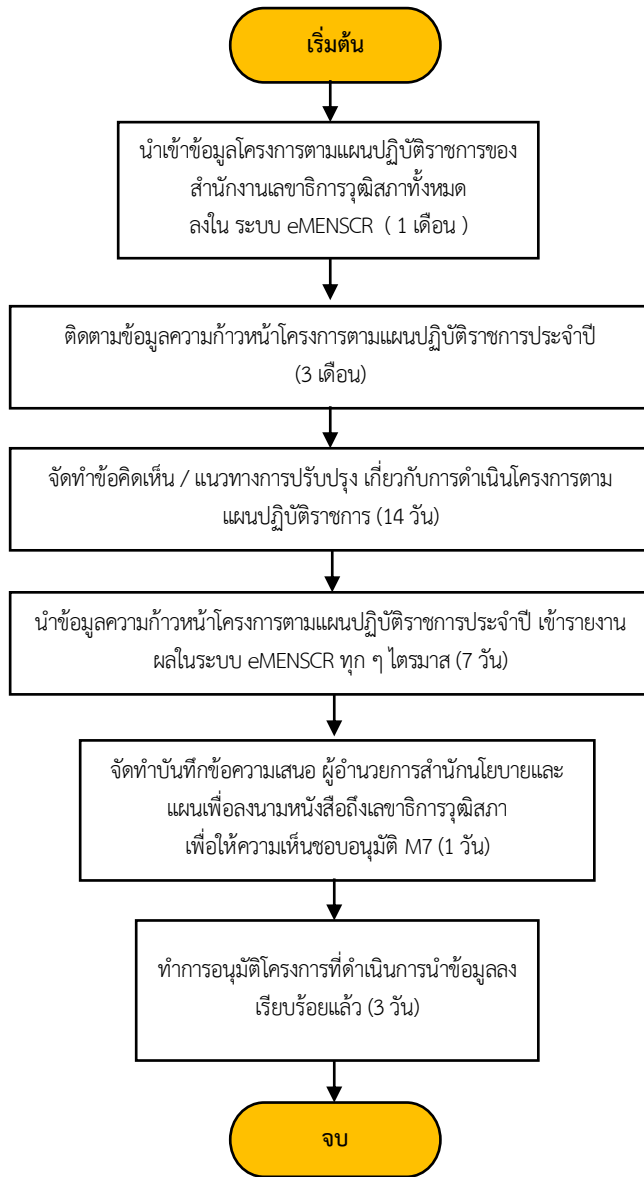 เริ่มต้น
นำเข้าข้อมูลโครงการตามแผนปฏิบัติราชการของ
สำนักงานเลขาธิการวุฒิสภาทั้งหมด
ลงใน ระบบ eMENSCR ( 1 เดือน )
ติดตามข้อมูลความก้าวหน้าโครงการตามแผนปฏิบัติราชการประจำปี
(3 เดือน)
จัดทำข้อคิดเห็น / แนวทางการปรับปรุง เกี่ยวกับการดำเนินโครงการตาม
แผนปฏิบัติราชการ (14 วัน)
นำข้อมูลความก้าวหน้าโครงการตามแผนปฏิบัติราชการประจำปี เข้ารายงาน
ผลในระบบ eMENSCR ทุก ๆ ไตรมาส (7 วัน)
จัดทำบันทึกข้อความเสนอ ผู้อำนวยการสำนักนโยบายและ
แผนเพื่อลงนามหนังสือถึงเลขาธิการวุฒิสภา
เพื่อให้ความเห็นชอบอนุมัติ M7 (1 วัน)
ทำการอนุมัติโครงการที่ดำเนินการนำข้อมูลลง
เรียบร้อยแล้ว (3 วัน)
จบ